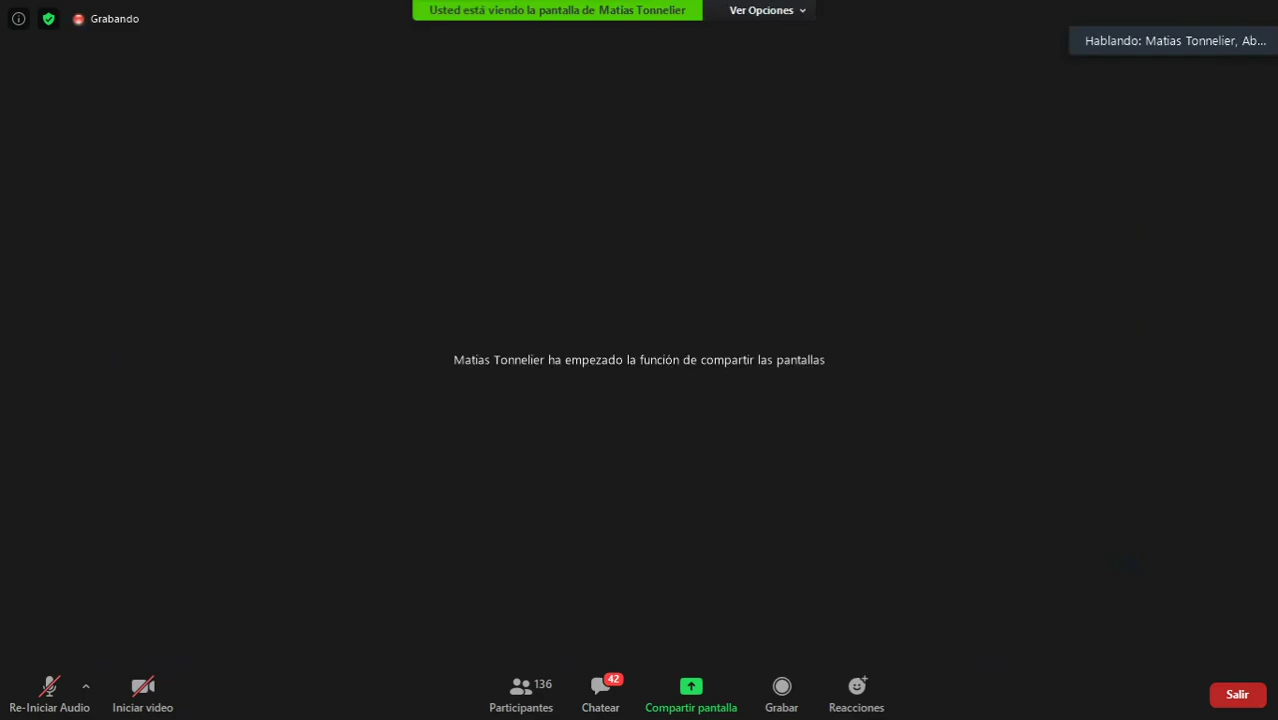 Grabando
Usted está viendo la pantalla de Matias Tonnelier
Ver Opciones
Hablando: Matias Tonnelier, Ab...
Matias Tonnelier ha empezado la función de compartir las pantallas
Re-Iniciar Audio
Iniciar video
136
Participantes
42
Chatear
Compartir pantalla
Grabar
Reacciones
Salir